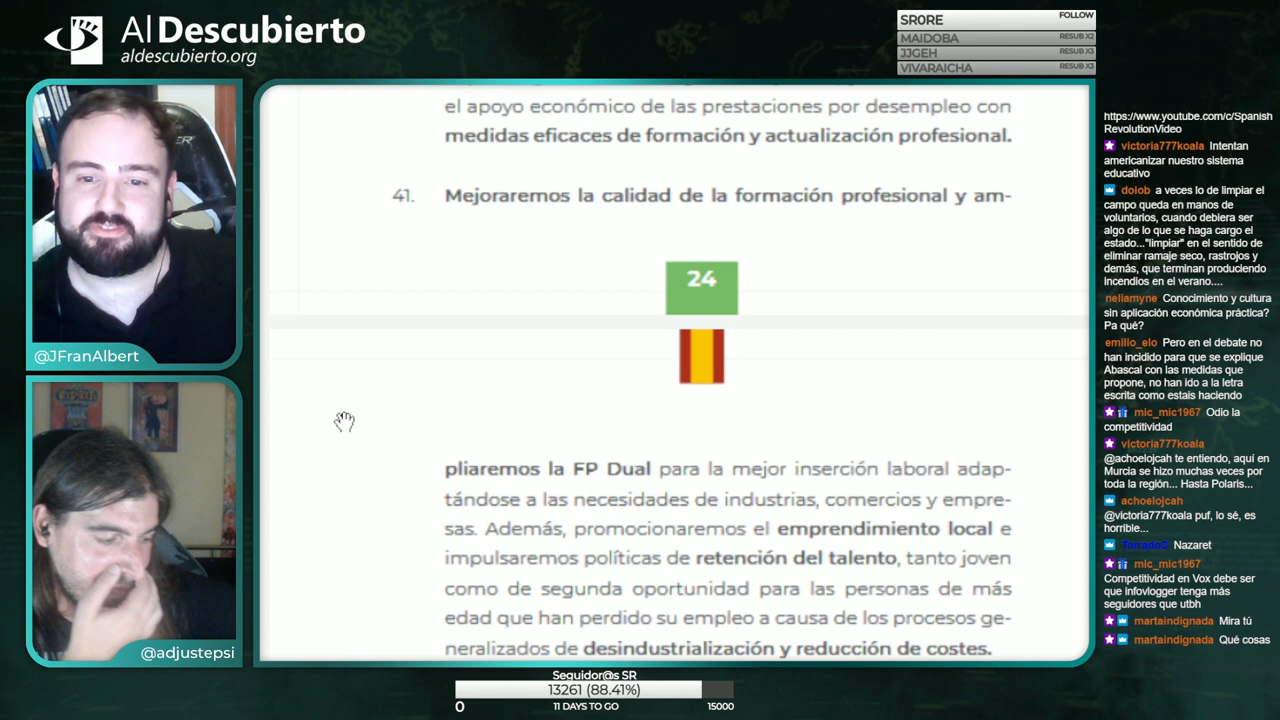 Al Descubierto
aldescubierto.org
SRORE FOLLOW
MAIDOBA RESUB X2
JJGEH RESUB X3
VIVARAICHA RESUB X3
@JFranAlbert
@adjustepsi
el apoyo económico de las prestaciones por desempleo con
medidas eficaces de formación y actualización profesional.
41. Mejoraremos la calidad de la formación profesional y am-
24
pliaremos la FP Dual para la mejor inserción laboral adap-
tándose a las necesidades de industrias, comercios y empre-
sas. Además, promocionaremos el emprendimiento local e
impulsaremos políticas de retención del talento, tanto joven
como de segunda oportunidad para las personas de más
edad que han perdido su empleo a causa de los procesos ge-
neralizados de desindustrialización y reducción de costes.
https://www.youtube.com/c/Spanish
RevolutionVideo
victoria777koala Intentan
americanizar nuestro sistema
educativo
doiob a veces lo de limpiar el
campo queda en manos de
voluntarios, cuando debiera ser
algo de lo que se haga cargo el
estado..."limpiar" en el sentido de
eliminar ramaje seco, rastrojos y
demás, que terminan produciendo
incendios en el verano....
neliamyne Conocimiento y cultura
sin aplicación económica práctica?
Pa qué?
emilio_elo Pero en el debate no
han incidido para que se explique
Abascal con las medidas que
propone, no han ido a la letra
escrita como estais haciendo
mic_mic1967 Odio la
competitividad
victoria777koala
@achoelojcah te entiendo, aquí en
Murcia se hizo muchas veces por
toda la región... Hasta Polaris...
achoelojcah
@victoria777koala puf, lo sé, es
horrible...
TorradoC Nazaret
mic_mic1967
Competitividad en Vox debe ser
que infovlogger tenga más
seguidores que utbh
martaindignada Mira tú
martaindignada Qué cosas
Seguidor@s SR
13261 (88.41%)
0 11 DAYS TO GO 15000